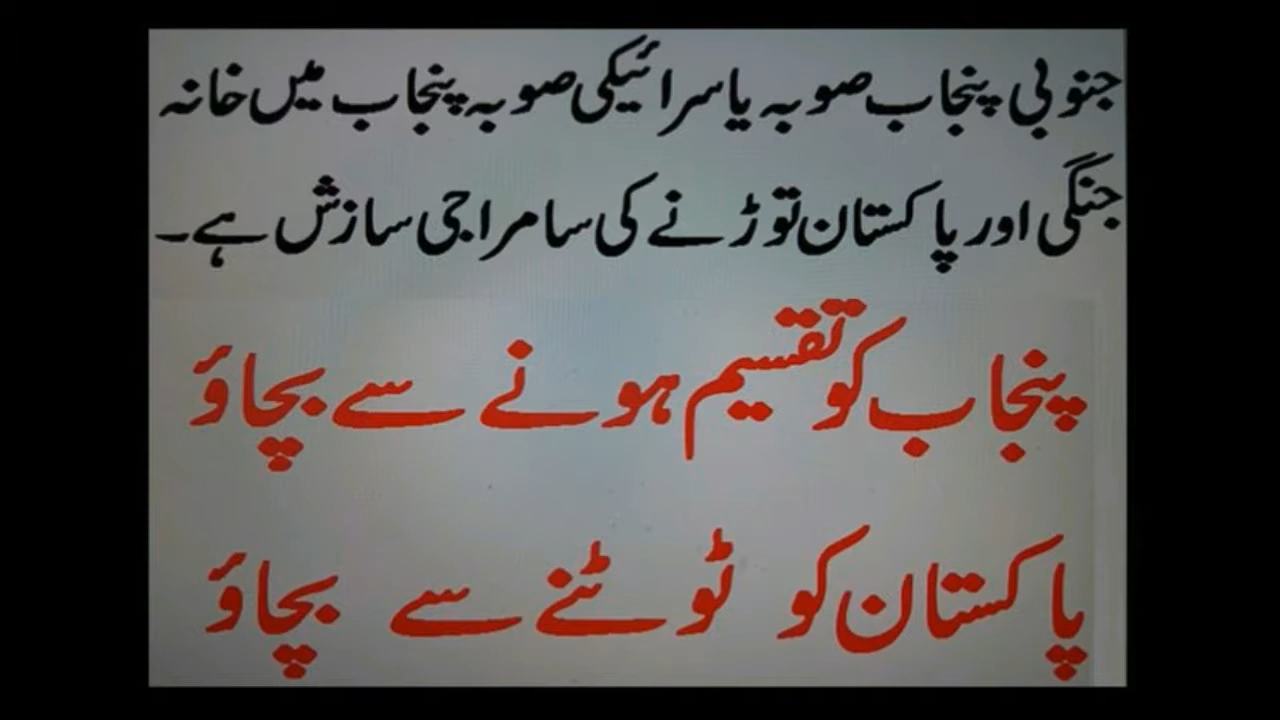 جنوبی پنجاب صوبہ یا سرائیکی صوبہ پنجاب میں خانہ
جنگی اور پاکستان توڑنے کی سامراجی سازش ہے۔
پنجاب کو تقسیم ہونے سے بچاؤ
پاکستان کو ٹوٹنے سے بچاؤ